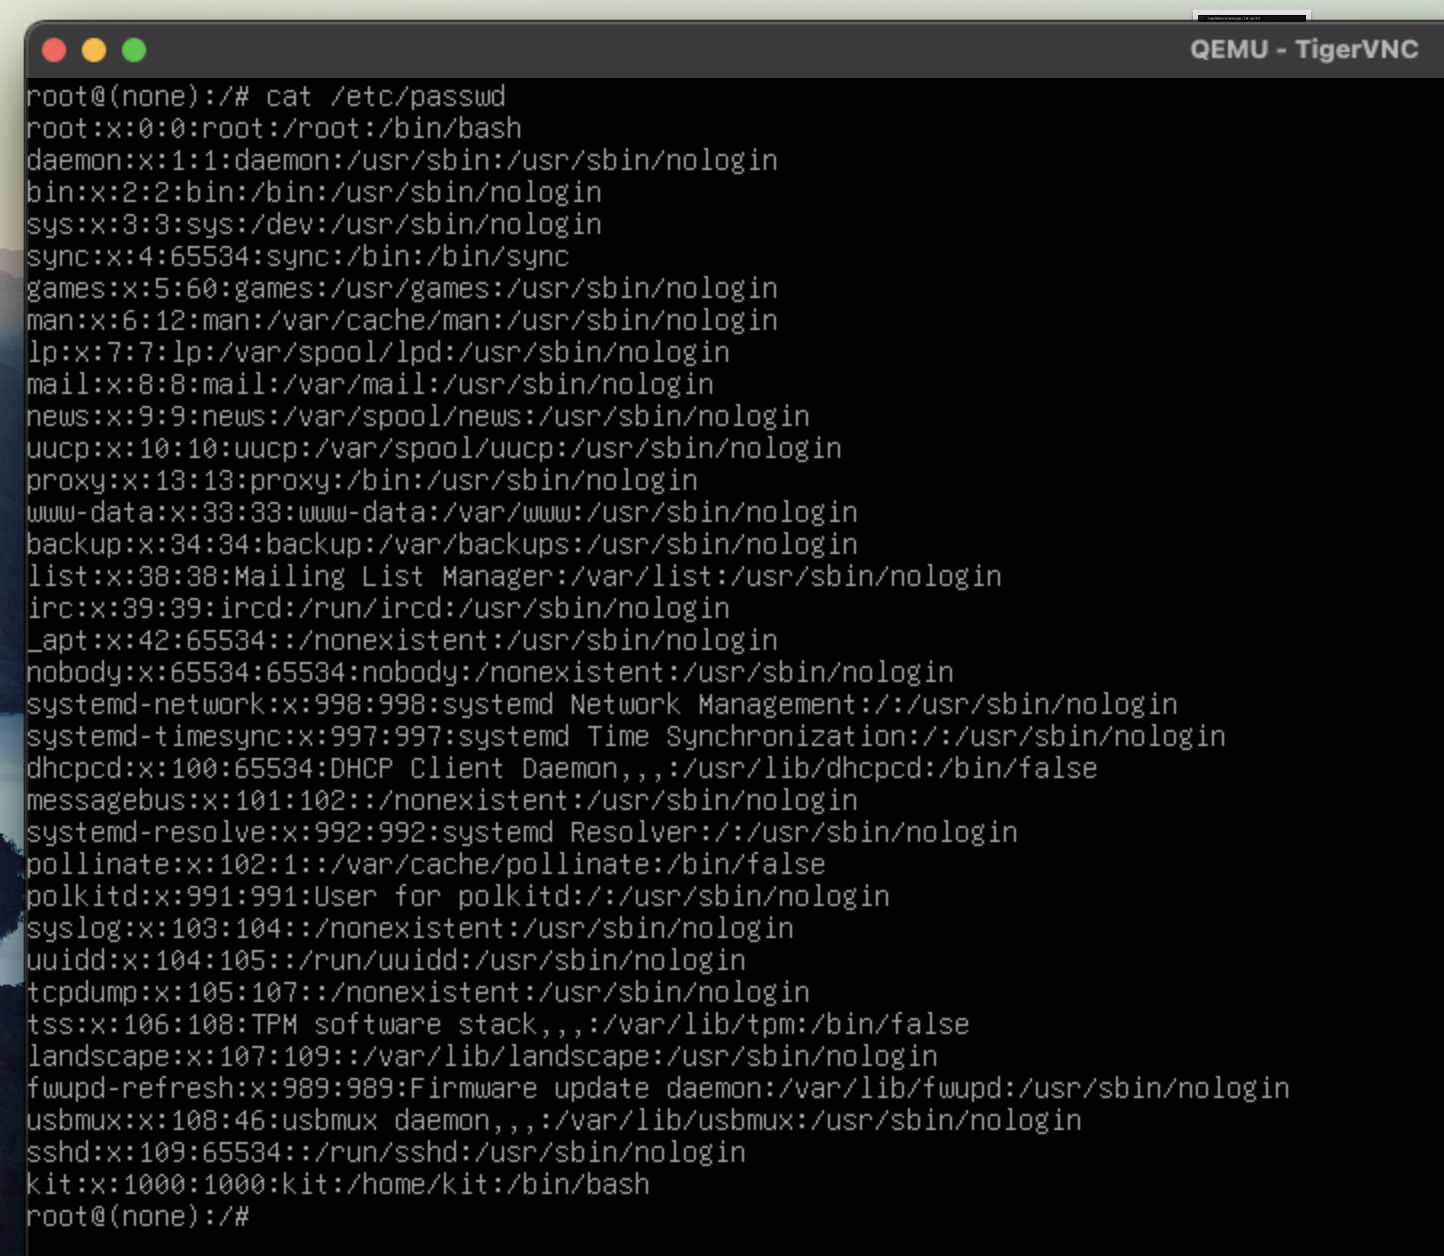 QEMU - TigerVNC
root@(none):/# cat /etc/passwd
root:x:0:0:root:/root:/bin/bash
daemon:x:1:1:daemon:/usr/sbin:/usr/sbin/nologin
bin:x:2:2:bin:/bin:/usr/sbin/nologin
sys:x:3:3:sys:/dev:/usr/sbin/nologin
sync:x:4:65534:sync:/bin:/bin/sync
games:x:5:60:games:/usr/games:/usr/sbin/nologin
man:x:6:12:man:/var/cache/man:/usr/sbin/nologin
lp:x:7:7:lp:/var/spool/lpd:/usr/sbin/nologin
mail:x:8:8:mail:/var/mail:/usr/sbin/nologin
news:x:9:9:news:/var/spool/news:/usr/sbin/nologin
uucp:x:10:10:uucp:/var/spool/uucp:/usr/sbin/nologin
proxy:x:13:13:proxy:/bin:/usr/sbin/nologin
www-data:x:33:33:www-data:/var/www:/usr/sbin/nologin
backup:x:34:34:backup:/var/backups:/usr/sbin/nologin
list:x:38:38:Mailing List Manager:/var/list:/usr/sbin/nologin
irc:x:39:39:ircd:/run/ircd:/usr/sbin/nologin
_apt:x:42:65534::/nonexistent:/usr/sbin/nologin
nobody:x:65534:65534:nobody:/nonexistent:/usr/sbin/nologin
systemd-network:x:998:998:systemd Network Management:/:/usr/sbin/nologin
systemd-timesync:x:997:997:systemd Time Synchronization:/:/usr/sbin/nologin
dhcpcd:x:100:65534:DHCP Client Daemon,,,:/usr/lib/dhcpcd:/bin/false
messagebus:x:101:102::/nonexistent:/usr/sbin/nologin
systemd-resolve:x:992:992:systemd Resolver:/:/usr/sbin/nologin
pollinate:x:102:1::/var/cache/pollinate:/bin/false
polkitd:x:991:991:User for polkitd:/:/usr/sbin/nologin
syslog:x:103:104::/nonexistent:/usr/sbin/nologin
uuidd:x:104:105::/run/uuidd:/usr/sbin/nologin
tcpdump:x:105:107::/nonexistent:/usr/sbin/nologin
tss:x:106:108:TPM software stack,,,:/var/lib/tpm:/bin/false
landscape:x:107:109::/var/lib/landscape:/usr/sbin/nologin
fwupd-refresh:x:989:989:Firmware update daemon:/var/lib/fwupd:/usr/sbin/nologin
usbmux:x:108:46:usbmux daemon,,,:/var/lib/usbmux:/usr/sbin/nologin
sshd:x:109:65534::/run/sshd:/usr/sbin/nologin
kit:x:1000:1000:kit:/home/kit:/bin/bash
root@(none):/#